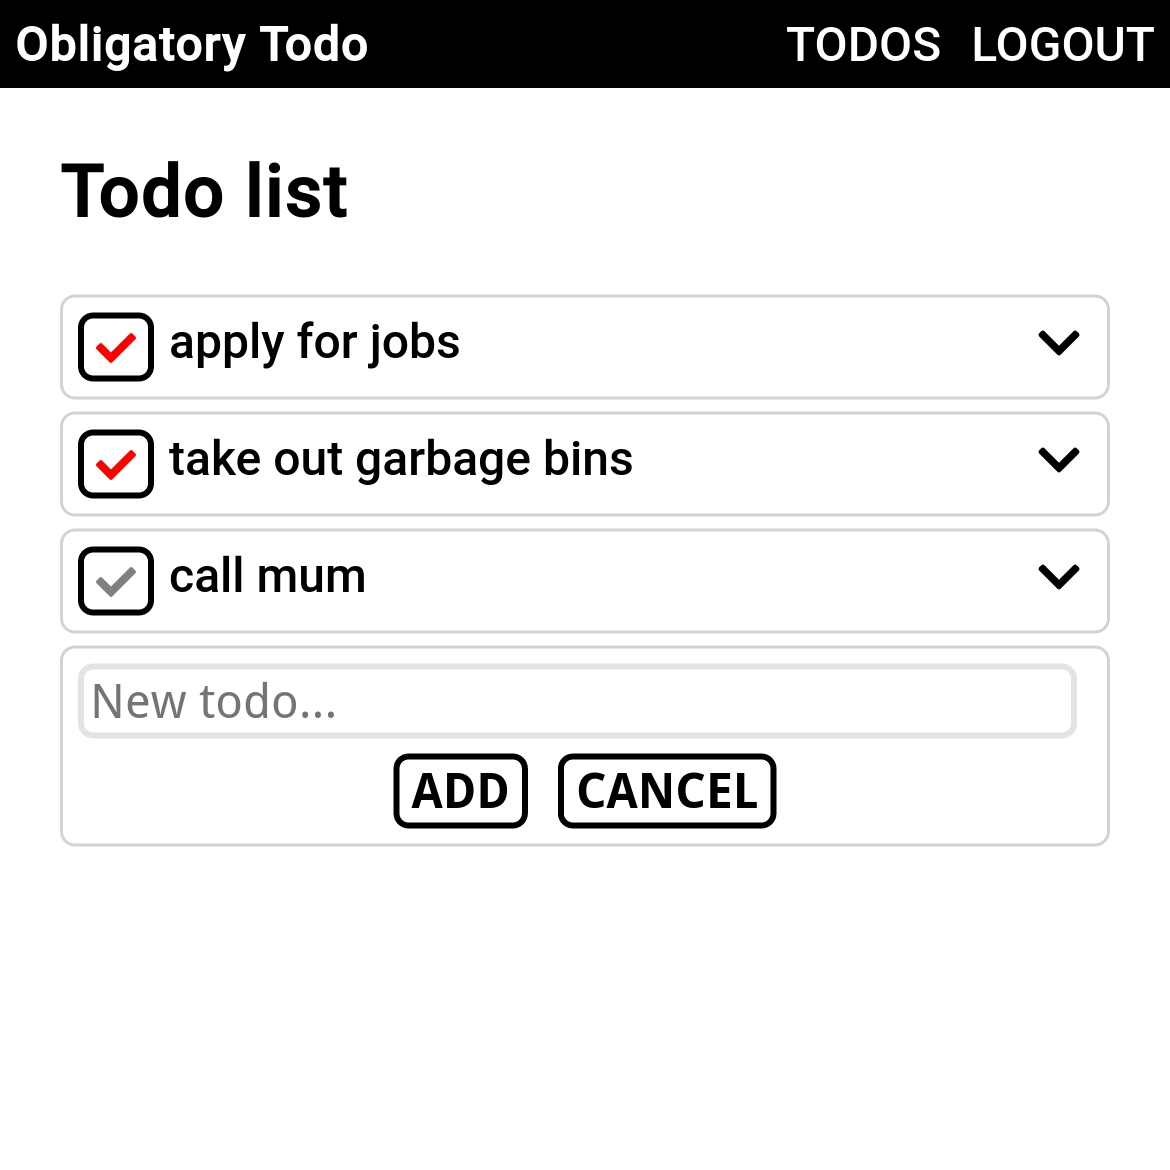 Obligatory Todo TODOS LOGOUT
Todo list
apply for jobs
take out garbage bins
call mum
New todo...
ADD CANCEL